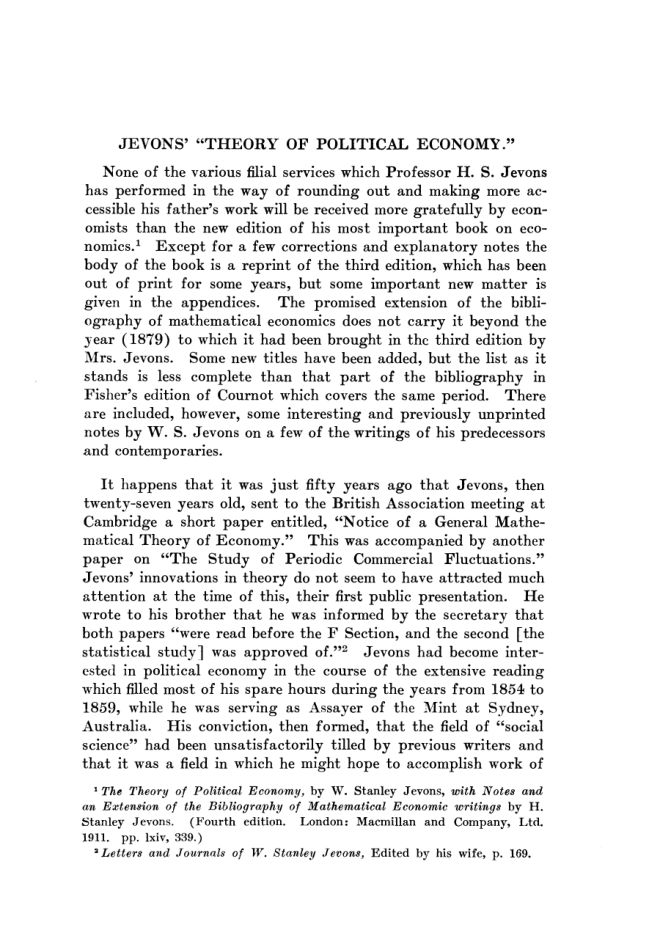 JEVONS' “THEORY OF POLITICAL ECONOMY.”
None of the various filial services which Professor H. S. Jevons
has performed in the way of rounding out and making more ac-
cessible his father's work will be received more gratefully by econ-
omists than the new edition of his most important book on eco-
nomics.¹ Except for a few corrections and explanatory notes the
body of the book is a reprint of the third edition, which has been
out of print for some years, but some important new matter is
given in the appendices. The promised extension of the bibli-
ography of mathematical economics does not carry it beyond the
year (1879) to which it had been brought in the third edition by
Mrs. Jevons. Some new titles have been added, but the list as it
stands is less complete than that part of the bibliography in
Fisher's edition of Cournot which covers the same period. There
are included, however, some interesting and previously unprinted
notes by W. S. Jevons on a few of the writings of his predecessors
and contemporaries.
It happens that it was just fifty years ago that Jevons, then
twenty-seven years old, sent to the British Association meeting at
Cambridge a short paper entitled, “Notice of a General Mathe-
matical Theory of Economy.” This was accompanied by another
paper on “The Study of Periodic Commercial Fluctuations.”
Jevons' innovations in theory do not seem to have attracted much
attention at the time of this, their first public presentation. He
wrote to his brother that he was informed by the secretary that
both papers “were read before the F Section, and the second [the
statistical study] was approved of.”² Jevons had become inter-
ested in political economy in the course of the extensive reading
which filled most of his spare hours during the years from 1854 to
1859, while he was serving as Assayer of the Mint at Sydney,
Australia. His conviction, then formed, that the field of “social
science” had been unsatisfactorily tilled by previous writers and
that it was a field in which he might hope to accomplish work of
¹ The Theory of Political Economy, by W. Stanley Jevons, with Notes and
an Extension of the Bibliography of Mathematical Economic writings by H.
Stanley Jevons. (Fourth edition. London: Macmillan and Company, Ltd.
1911. pp. lxiv, 339.)
² Letters and Journals of W. Stanley Jevons, Edited by his wife, p. 169.